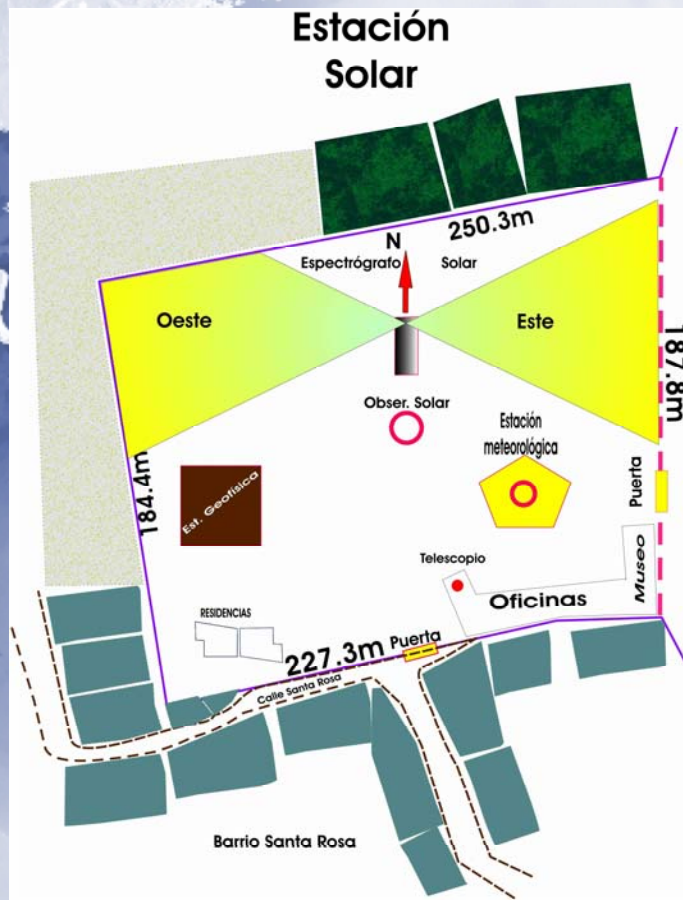 Estación
Solar
250.3m
N
Espectrógrafo Solar
Oeste
Este
187.8m
Obser. Solar
Estación
meteorológica
184.4m
Est. Geofísica
Puerta
Telescopio
Museo
Oficinas
RESIDENCIAS
227.3m
Puerta
Calle Santa Rosa
Barrio Santa Rosa